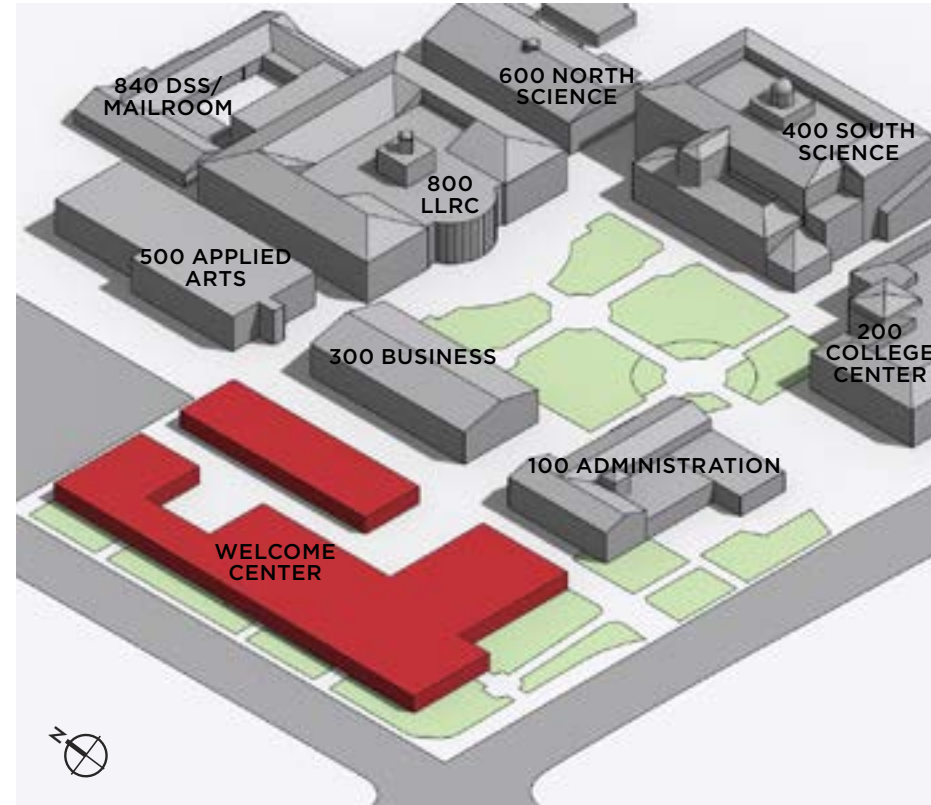 840 DSS/
MAILROOM
600 NORTH
SCIENCE
400 SOUTH
SCIENCE
800
LLRC
500 APPLIED
ARTS
300 BUSINESS
200
COLLEGE
CENTER
100 ADMINISTRATION
WELCOME
CENTER
N